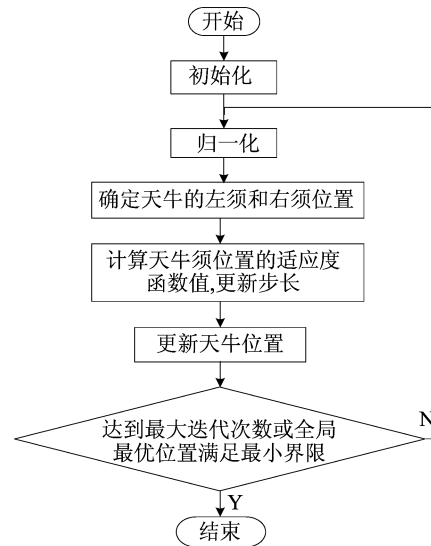 开始
初始化
归一化
确定天牛的左须和右须位置
计算天牛须位置的适应度
函数值,更新步长
更新天牛位置
达到最大迭代次数或全局
最优位置满足最小界限
N
Y
结束